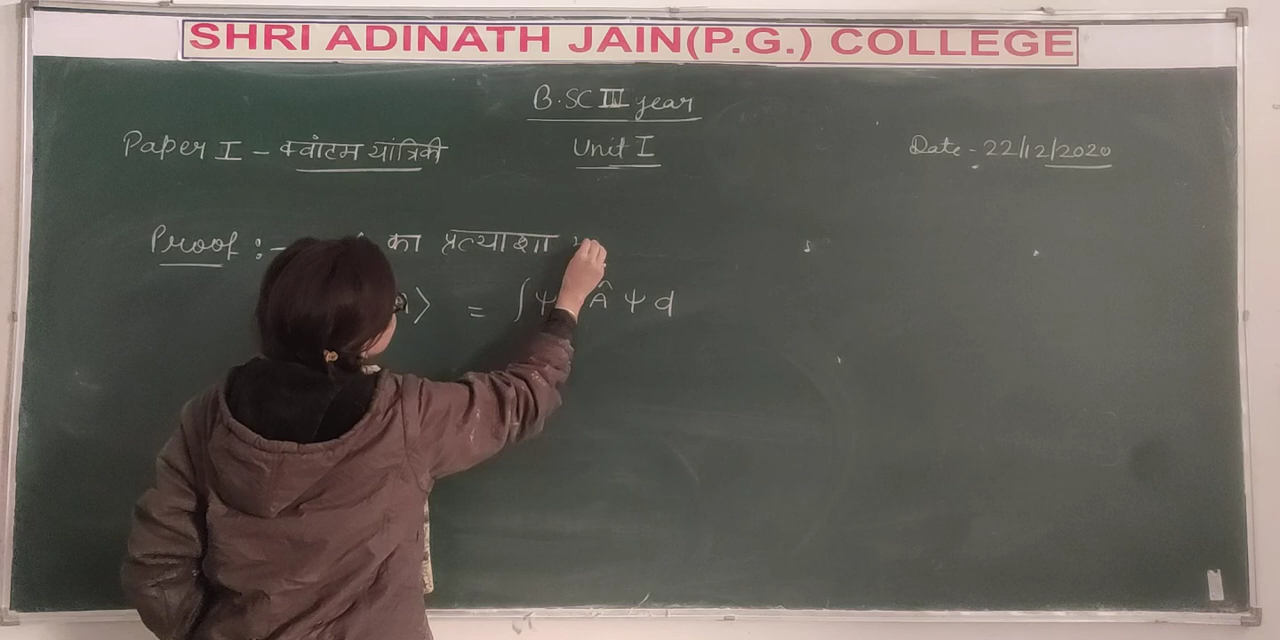 SHRI ADINATH JAIN(P.G.) COLLEGE
B.SC III year
Paper I - क्वांटम यांत्रिकी Unit I Date - 22/12/2020
Proof :- का प्रत्याशा
⟩ = ∫ψ Â ψ d